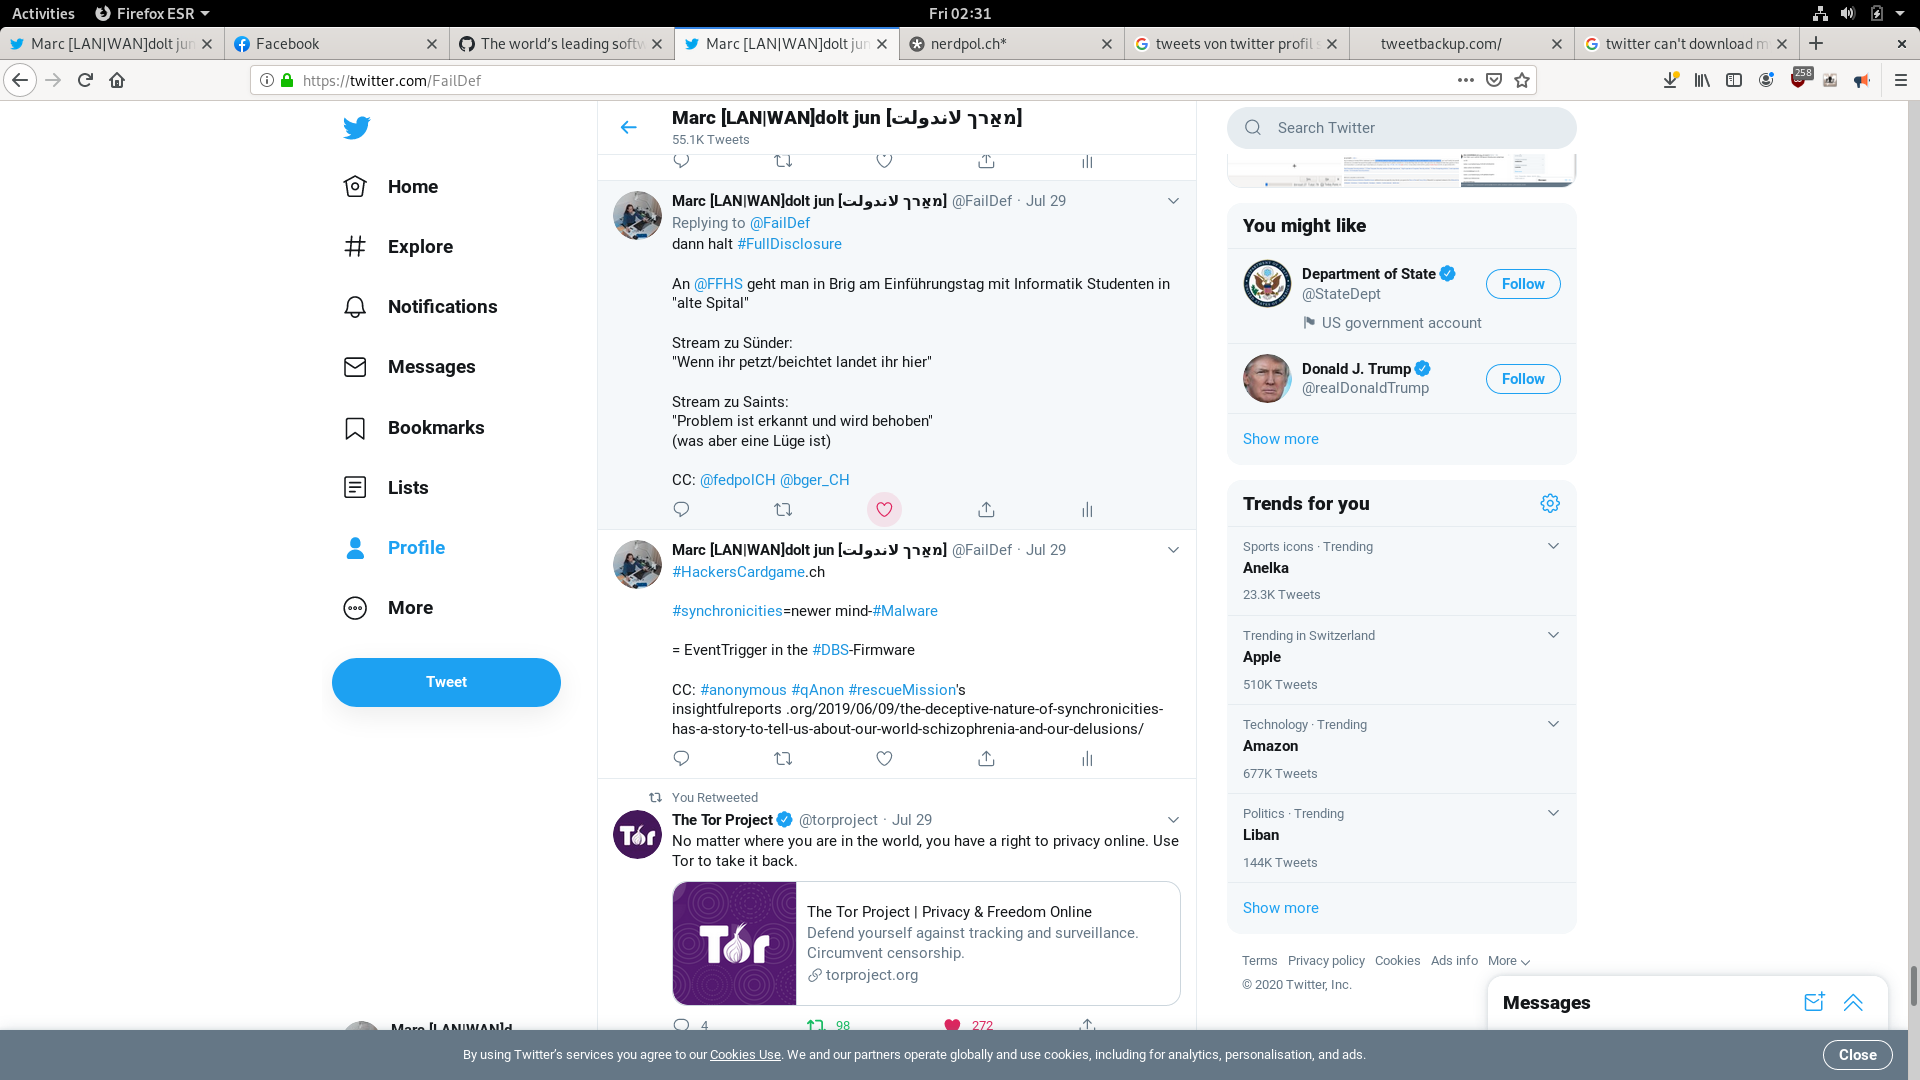 Activities
Firefox ESR
Fri 02:31
Marc [LAN|WAN]dolt jun
Facebook
The world's leading softw
Marc [LAN|WAN]dolt jun
nerdpol.ch*
tweets von twitter profil s
tweetbackup.com/
twitter can't download m
https://twitter.com/FailDef
258
Home
Explore
Notifications
Messages
Bookmarks
Lists
Profile
More
Tweet
Marc [LAN|WAN]d
Marc [LAN|WAN]dolt jun [מאַרך לאנדולת]
55.1K Tweets
Marc [LAN|WAN]dolt jun [מאַרך לאנדולת] @FailDef · Jul 29
Replying to @FailDef
dann halt #FullDisclosure
An @FFHS geht man in Brig am Einführungstag mit Informatik Studenten in
"alte Spital"
Stream zu Sünder:
"Wenn ihr petzt/beichtet landet ihr hier"
Stream zu Saints:
"Problem ist erkannt und wird behoben"
(was aber eine Lüge ist)
CC: @fedpolCH @bger_CH
Marc [LAN|WAN]dolt jun [מאַרך לאנדולת] @FailDef · Jul 29
#HackersCardgame.ch
#synchronicities=newer mind-#Malware
= EventTrigger in the #DBS-Firmware
CC: #anonymous #qAnon #rescueMission's
insightfulreports .org/2019/06/09/the-deceptive-nature-of-synchronicities-
has-a-story-to-tell-us-about-our-world-schizophrenia-and-our-delusions/
You Retweeted
Tor
The Tor Project @torproject · Jul 29
No matter where you are in the world, you have a right to privacy online. Use
Tor to take it back.
Tor
The Tor Project | Privacy & Freedom Online
Defend yourself against tracking and surveillance.
Circumvent censorship.
torproject.org
4 98 272
Search Twitter
You might like
Department of State
@StateDept
Follow
US government account
Donald J. Trump
@realDonaldTrump
Follow
Show more
Trends for you
Sports icons · Trending
Anelka
23.3K Tweets
Trending in Switzerland
Apple
510K Tweets
Technology · Trending
Amazon
677K Tweets
Politics · Trending
Liban
144K Tweets
Show more
Terms Privacy policy Cookies Ads info More
© 2020 Twitter, Inc.
Messages
By using Twitter's services you agree to our Cookies Use. We and our partners operate globally and use cookies, including for analytics, personalisation, and ads.
Close